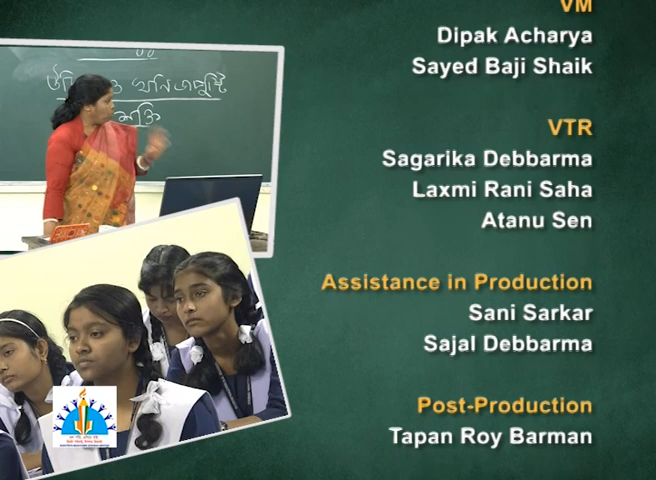 VM
Dipak Acharya
Sayed Baji Shaik
VTR
Sagarika Debbarma
Laxmi Rani Saha
Atanu Sen
Assistance in Production
Sani Sarkar
Sajal Debbarma
Post-Production
Tapan Roy Barman
ও খনিজ পুষ্টি